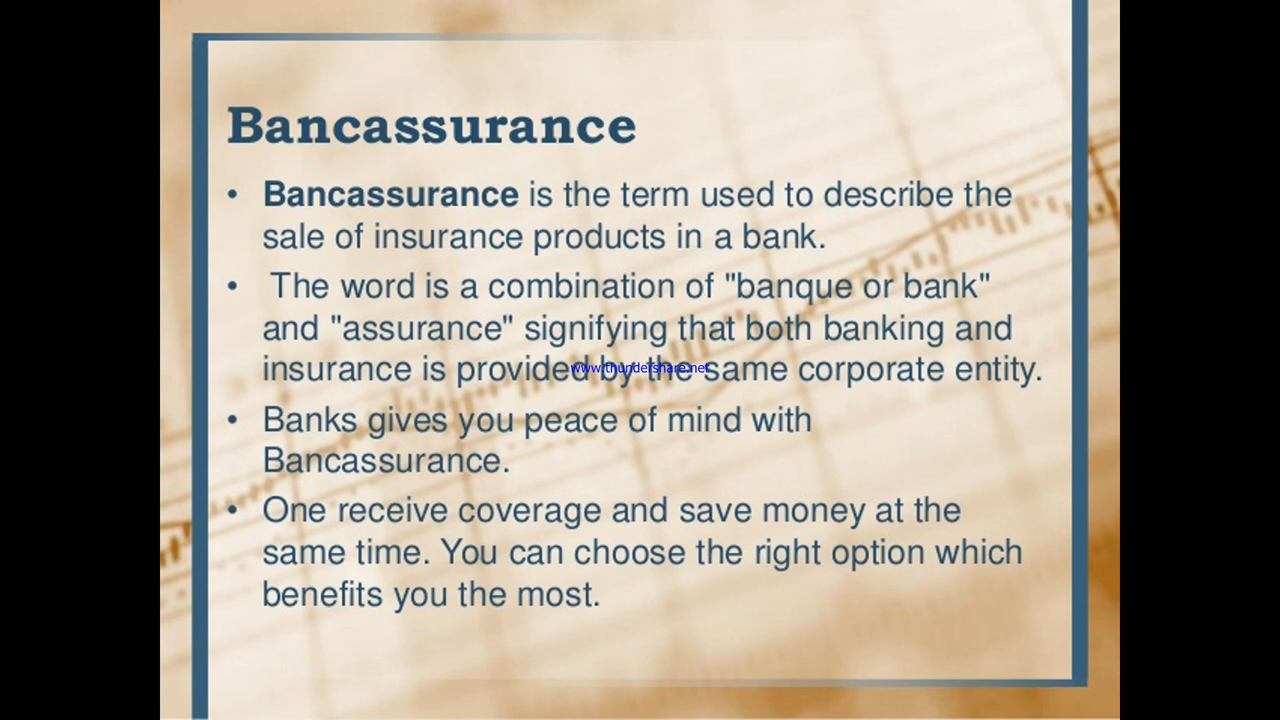 Bancassurance
• Bancassurance is the term used to describe the
sale of insurance products in a bank.
• The word is a combination of "banque or bank"
and "assurance" signifying that both banking and
insurance is provided by the same corporate entity.
www.thundershare.net
• Banks gives you peace of mind with
Bancassurance.
• One receive coverage and save money at the
same time. You can choose the right option which
benefits you the most.